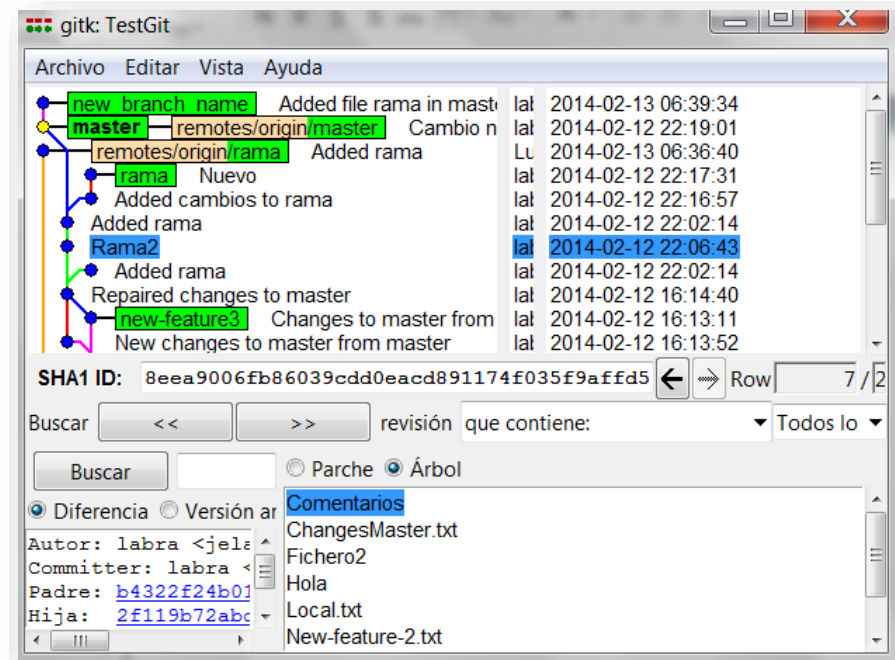 gitk: TestGit
Archivo Editar Vista Ayuda
new_branch_name Added file rama in maste lab 2014-02-13 06:39:34
master remotes/origin/master Cambio n lab 2014-02-12 22:19:01
remotes/origin/rama Added rama Lu 2014-02-13 06:36:40
rama Nuevo lab 2014-02-12 22:17:31
Added cambios to rama lab 2014-02-12 22:16:57
Added rama lab 2014-02-12 22:02:14
Rama2 lab 2014-02-12 22:06:43
Added rama lab 2014-02-12 22:02:14
Repaired changes to master lab 2014-02-12 16:14:40
new-feature3 Changes to master from lab 2014-02-12 16:13:11
New changes to master from master lab 2014-02-12 16:13:52
SHA1 ID: 8eea9006fb86039cdd0eacd891174f035f9affd5 Row 7 / 2
Buscar << >> revisión que contiene: Todos lo
Buscar Parche Árbol
Diferencia Versión an
Comentarios
ChangesMaster.txt
Fichero2
Hola
Local.txt
New-feature-2.txt
Autor: labra <jela
Committer: labra <
Padre: b4322f24b01
Hija: 2f119b72abc